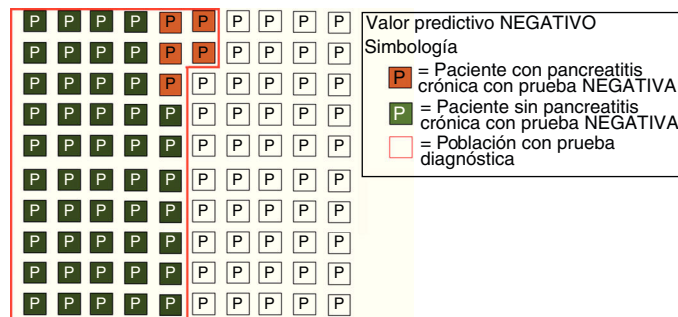 P P P P P P P P P P
P P P P P P P P P P
P P P P P P P P P P
P P P P P P P P P P
P P P P P P P P P P
P P P P P P P P P P
P P P P P P P P P P
P P P P P P P P P P
P P P P P P P P P P
P P P P P P P P P P
Valor predictivo NEGATIVO
Simbología
P = Paciente con pancreatitis
crónica con prueba NEGATIVA
P = Paciente sin pancreatitis
crónica con prueba NEGATIVA
= Población con prueba
diagnóstica